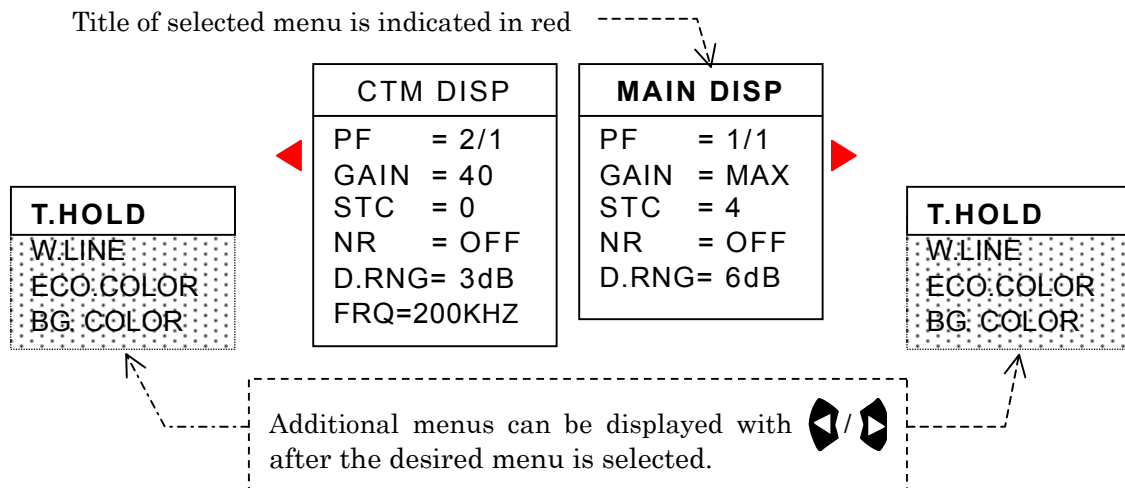 Title of selected menu is indicated in red
CTM DISP
PF = 2/1
GAIN = 40
STC = 0
NR = OFF
D.RNG= 3dB
FRQ=200KHZ
MAIN DISP
PF = 1/1
GAIN = MAX
STC = 4
NR = OFF
D.RNG= 6dB
T.HOLD
W.LINE
ECO.COLOR
BG. COLOR
T.HOLD
W.LINE
ECO.COLOR
BG. COLOR
Additional menus can be displayed with /
after the desired menu is selected.